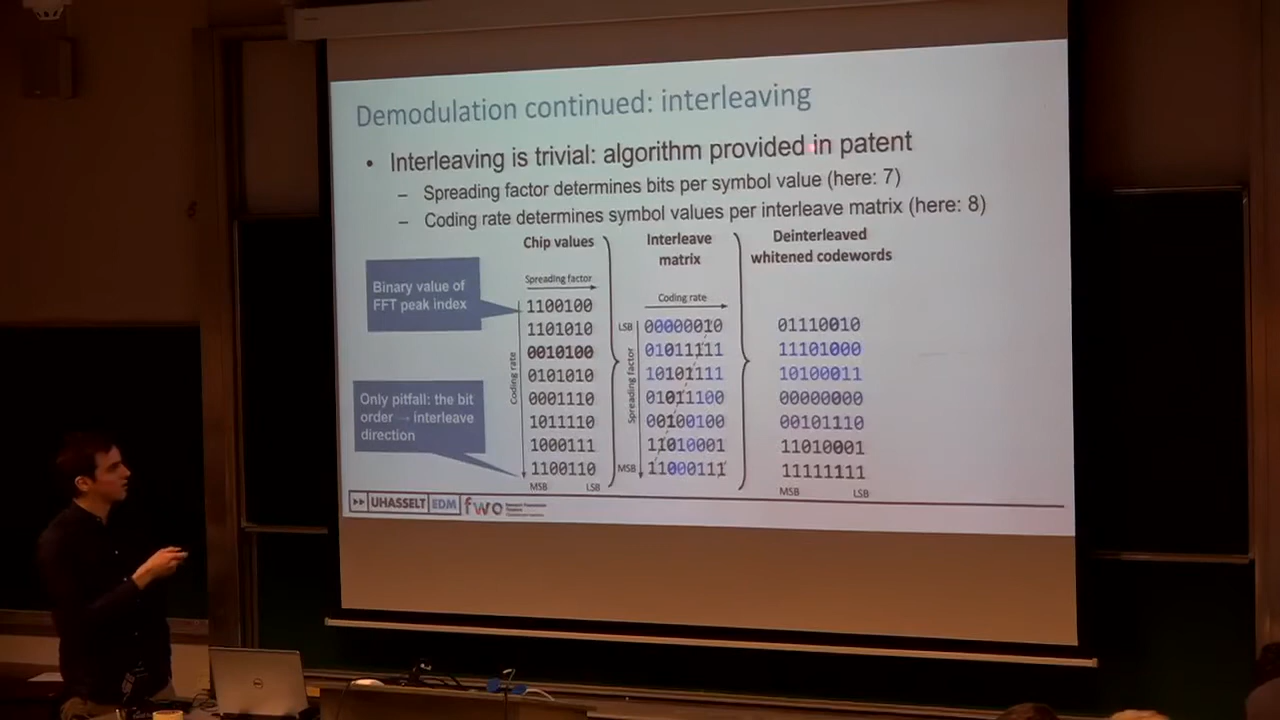 Demodulation continued: interleaving
• Interleaving is trivial: algorithm provided in patent
– Spreading factor determines bits per symbol value (here: 7)
– Coding rate determines symbol values per interleave matrix (here: 8)
Chip values
Interleave
matrix
Deinterleaved
whitened codewords
Binary value of
FFT peak index
Only pitfall: the bit
order → interleave
direction
Spreading factor
Coding rate
1100100
1101010
0010100
0101010
0001110
1011110
1000111
1100110
MSB LSB
Coding rate
Spreading factor
LSB
MSB
00000010
01011111
10101111
01011100
00100100
11010001
11000111
01110010
11101000
10100011
00000000
00101110
11010001
11111111
MSB LSB
UHASSELT EDM
fwo
DELL